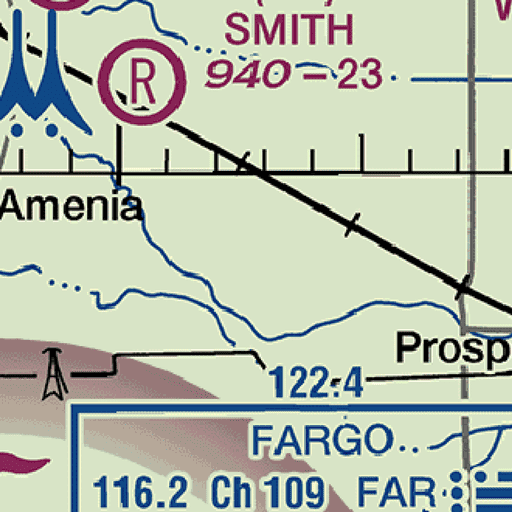 SMITH
R
940 – 23
Amenia
Prosp
122.4
FARGO
116.2 Ch 109 FAR